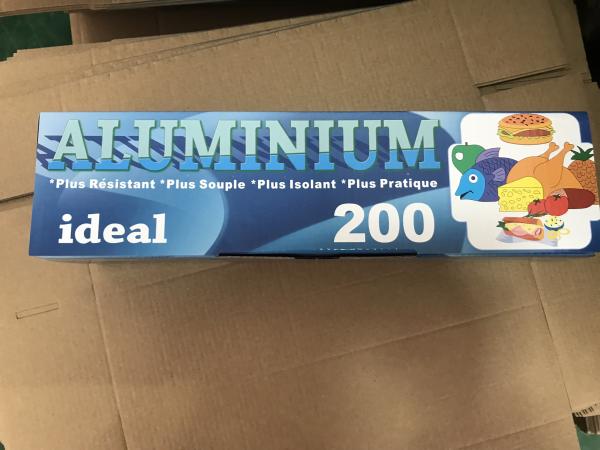 ALUMINIUM
*Plus Résistant *Plus Souple *Plus Isolant *Plus Pratique
ideal
200